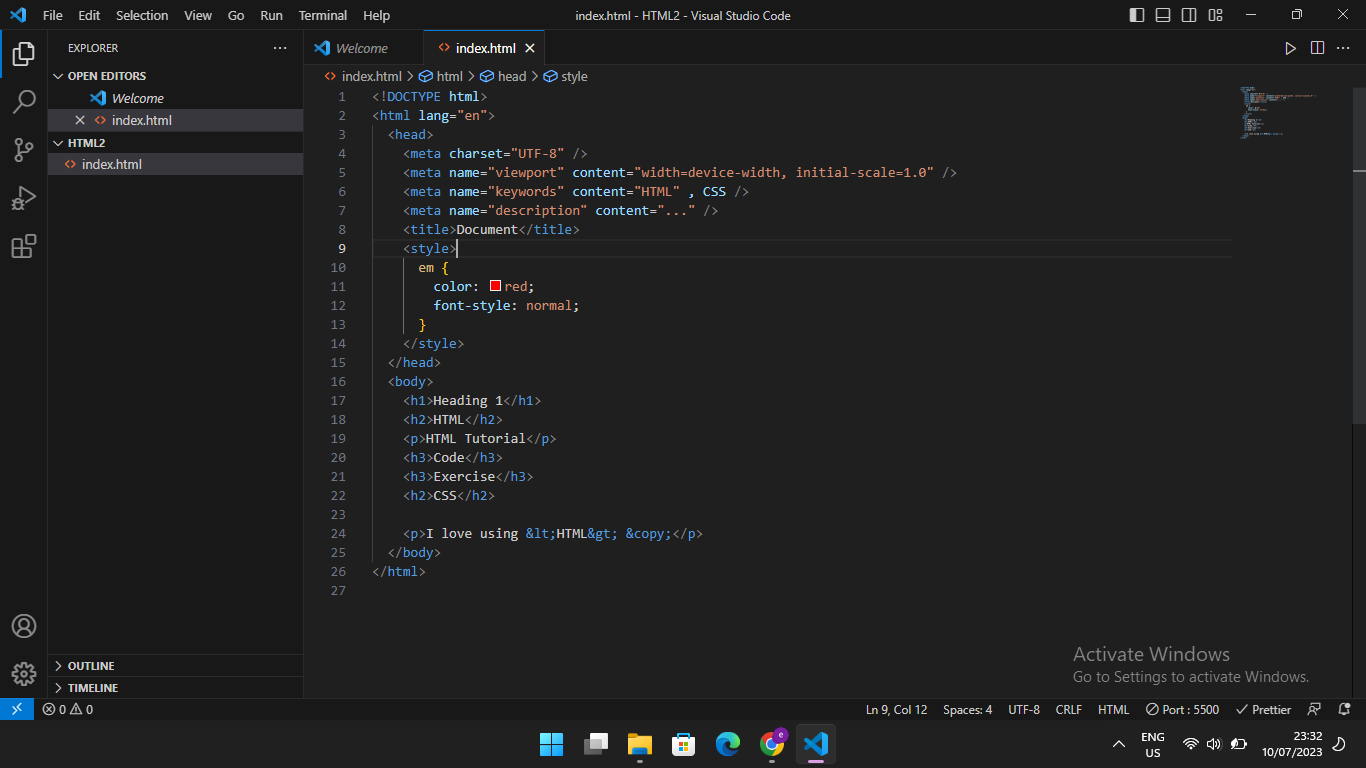 File Edit Selection View Go Run Terminal Help
index.html - HTML2 - Visual Studio Code
EXPLORER
OPEN EDITORS
Welcome
index.html
HTML2
index.html
OUTLINE
TIMELINE
Welcome
index.html
index.html > html > head > style
1 <!DOCTYPE html>
2 <html lang="en">
3 <head>
4 <meta charset="UTF-8" />
5 <meta name="viewport" content="width=device-width, initial-scale=1.0" />
6 <meta name="keywords" content="HTML" , CSS />
7 <meta name="description" content="..." />
8 <title>Document</title>
9 <style>
10 em {
11 color: red;
12 font-style: normal;
13 }
14 </style>
15 </head>
16 <body>
17 <h1>Heading 1</h1>
18 <h2>HTML</h2>
19 <p>HTML Tutorial</p>
20 <h3>Code</h3>
21 <h3>Exercise</h3>
22 <h2>CSS</h2>
23
24 <p>I love using &lt;HTML&gt; &copy;</p>
25 </body>
26 </html>
27
Activate Windows
Go to Settings to activate Windows.
0 0
Ln 9, Col 12 Spaces: 4 UTF-8 CRLF HTML Port : 5500 Prettier
e
ENG
US
23:32
10/07/2023